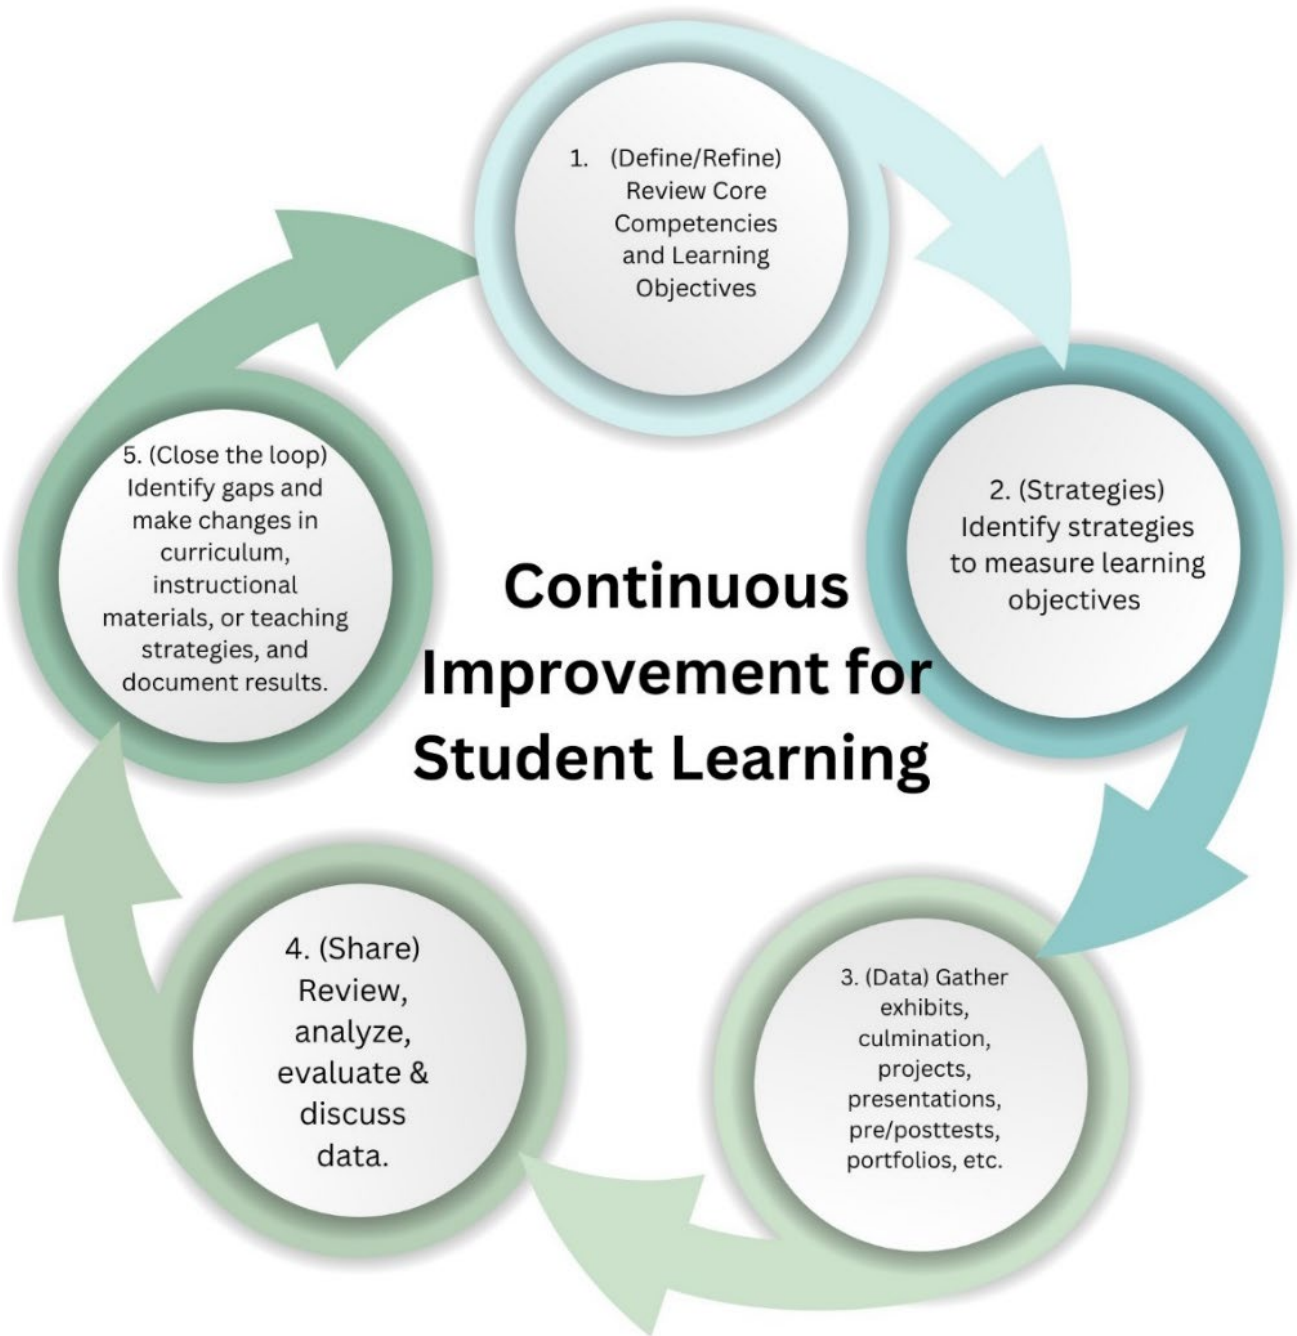 1. (Define/Refine)
Review Core
Competencies
and Learning
Objectives
2. (Strategies)
Identify strategies
to measure learning
objectives
3. (Data) Gather
exhibits,
culmination,
projects,
presentations,
pre/posttests,
portfolios, etc.
4. (Share)
Review,
analyze,
evaluate &
discuss
data.
5. (Close the loop)
Identify gaps and
make changes in
curriculum,
instructional
materials, or teaching
strategies, and
document results.
Continuous
Improvement for
Student Learning